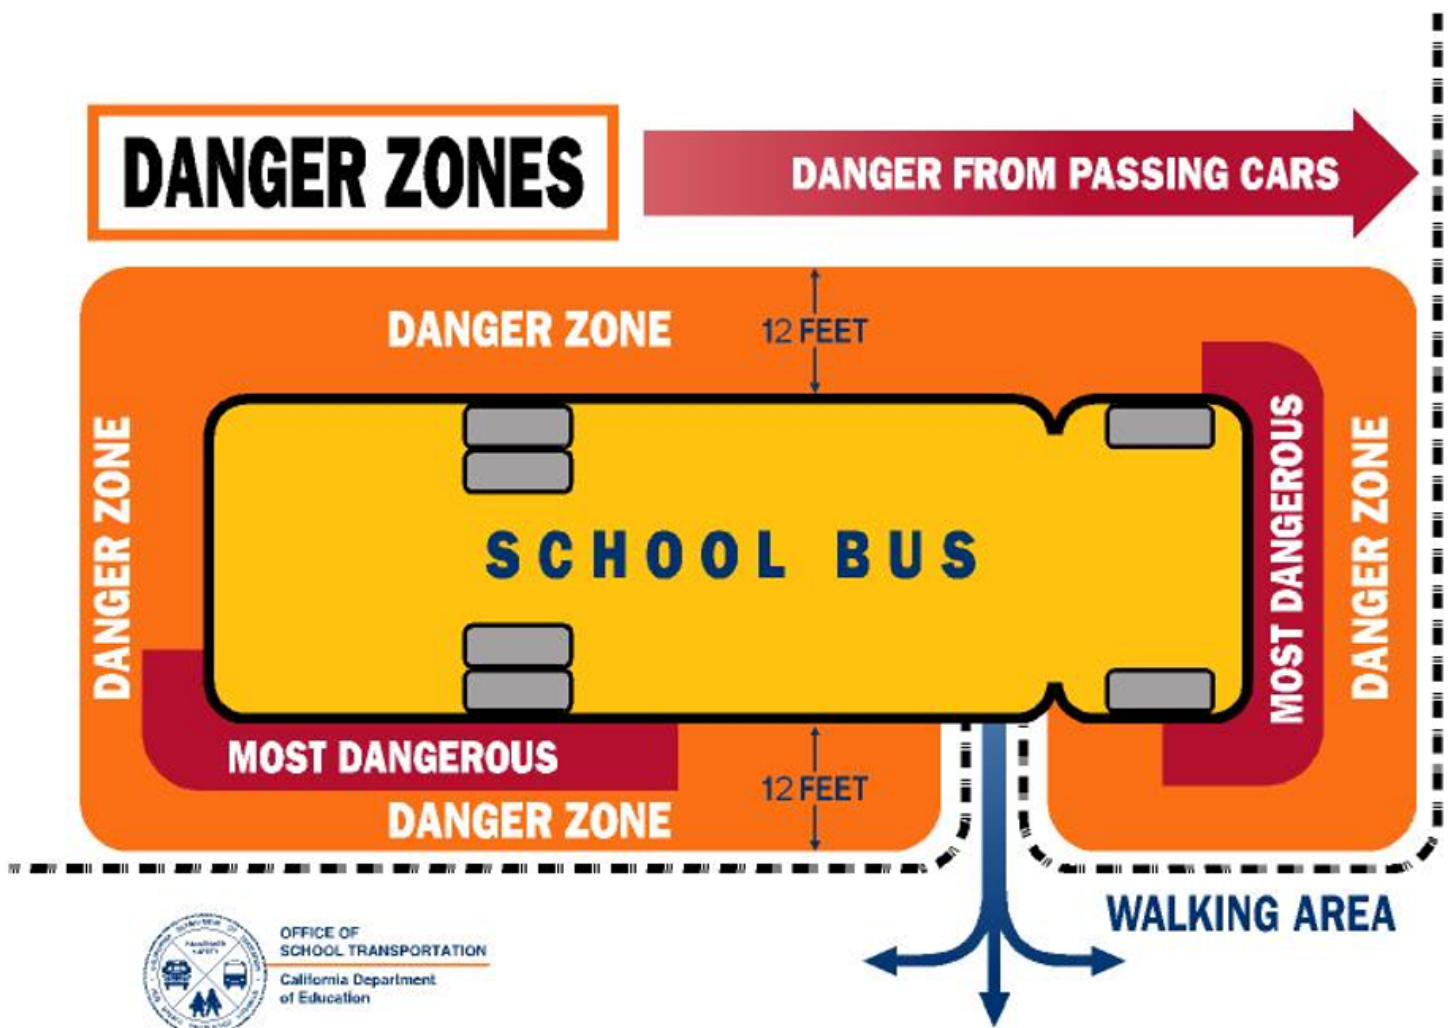 DANGER ZONES
DANGER FROM PASSING CARS
DANGER ZONE
12 FEET
DANGER ZONE
SCHOOL BUS
MOST DANGEROUS
DANGER ZONE
MOST DANGEROUS
12 FEET
DANGER ZONE
WALKING AREA
OFFICE OF
SCHOOL TRANSPORTATION
California Department
of Education